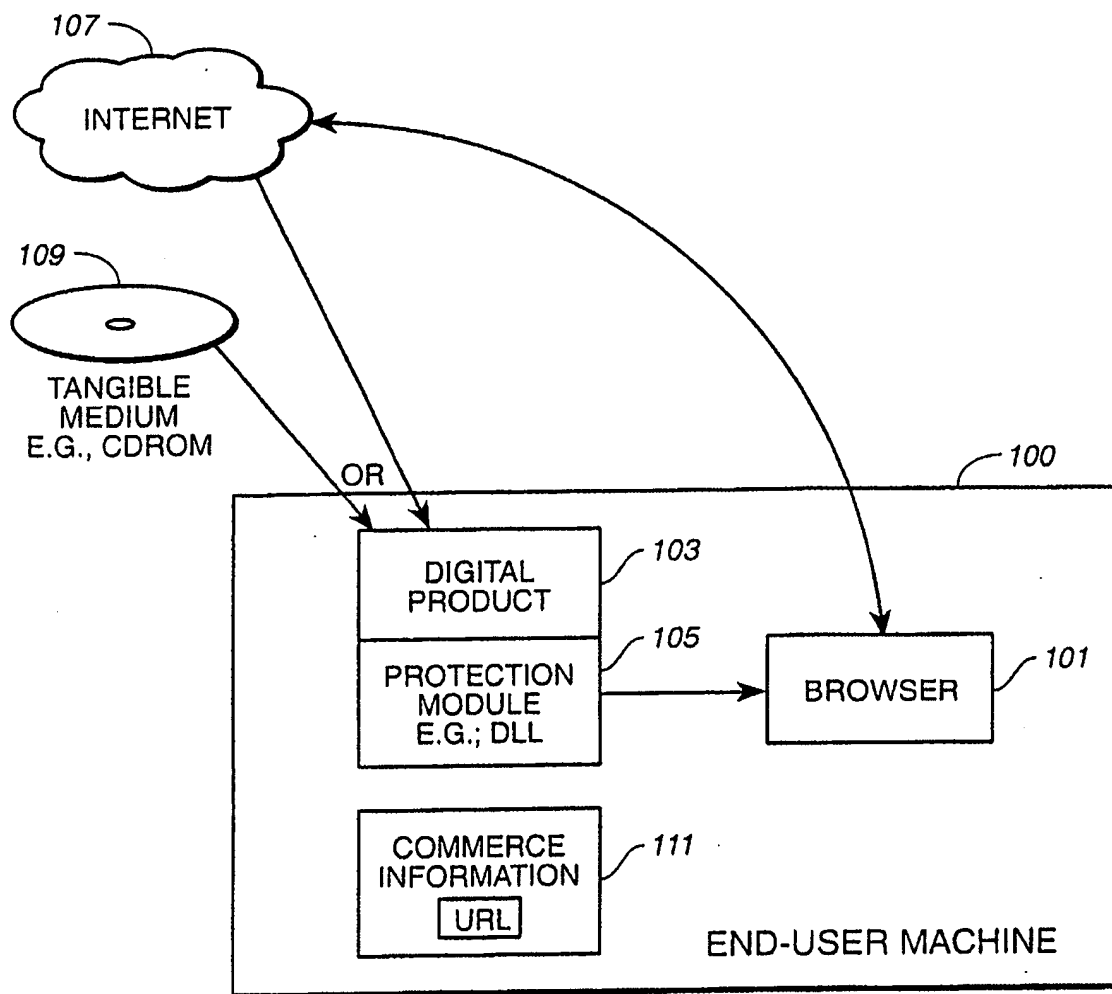 107
INTERNET
109
TANGIBLE
MEDIUM
E.G., CDROM
OR
100
DIGITAL
PRODUCT
103
PROTECTION
MODULE
E.G.; DLL
105
BROWSER
101
COMMERCE
INFORMATION
URL
111
END-USER MACHINE